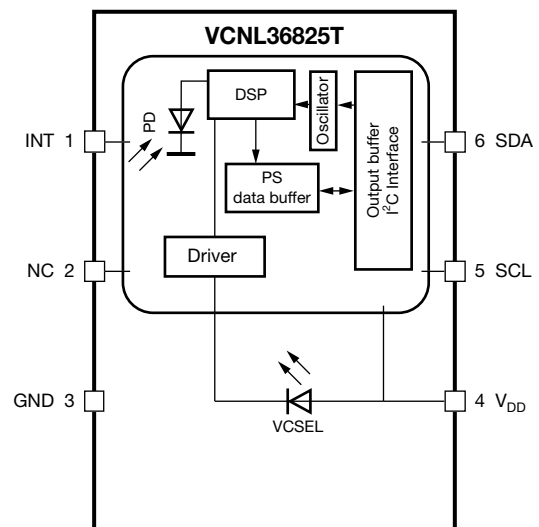 VCNL36825T
DSP
Oscillator
Output buffer
I²C Interface
PD
INT 1
6 SDA
PS
data buffer
Driver
NC 2
5 SCL
GND 3
4 V_DD
VCSEL